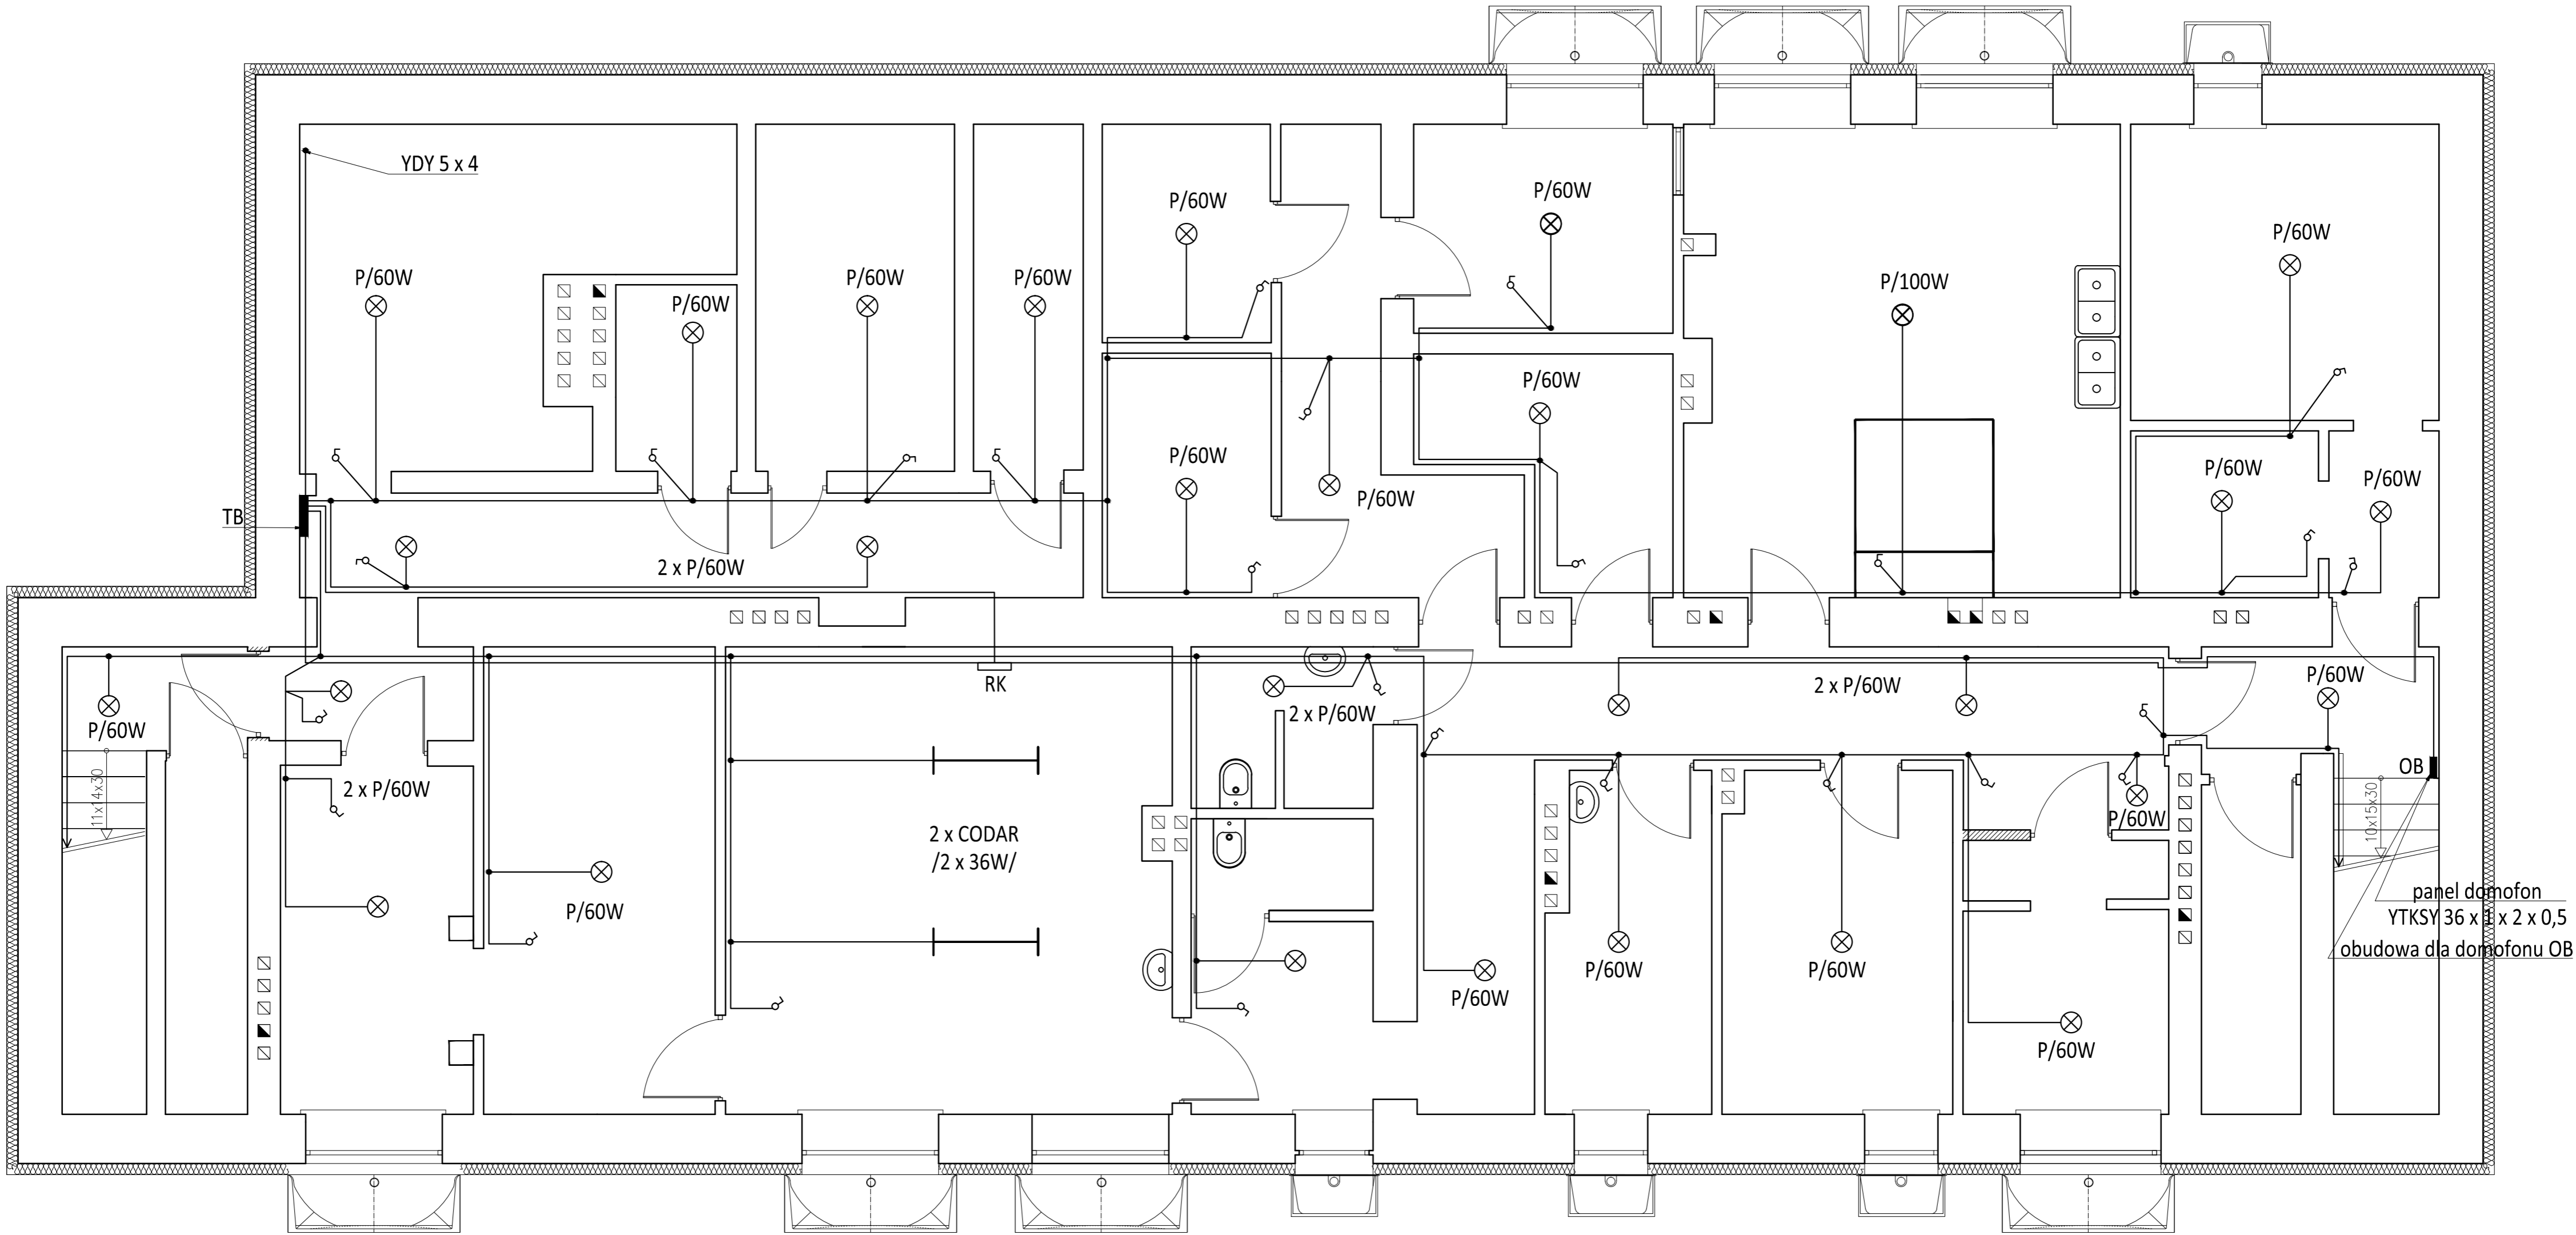 YDY 5 x 4
P/60W
P/60W
P/60W
P/60W
P/60W
P/60W
P/60W
P/100W
P/60W
P/60W
P/60W
P/60W
P/60W
P/60W
TB
2 x P/60W
RK
P/60W
2 x P/60W
2 x P/60W
P/60W
11x14x30
2 x P/60W
OB
10x15x30
P/60W
2 x CODAR
/2 x 36W/
P/60W
P/60W
P/60W
P/60W
P/60W
panel domofon
YTKSY 36 x 1 x 2 x 0,5
obudowa dla domofonu OB